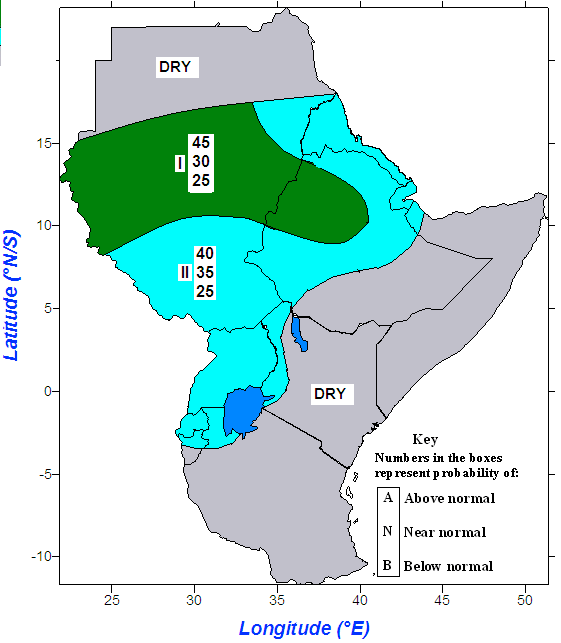 DRY
45
I 30
25
40
II 35
25
DRY
Key
Numbers in the boxes
represent probability of:
A Above normal
N Near normal
B Below normal
15
10
5
0
-5
-10
Latitude (°N/S)
25 30 35 40 45 50
Longitude (°E)